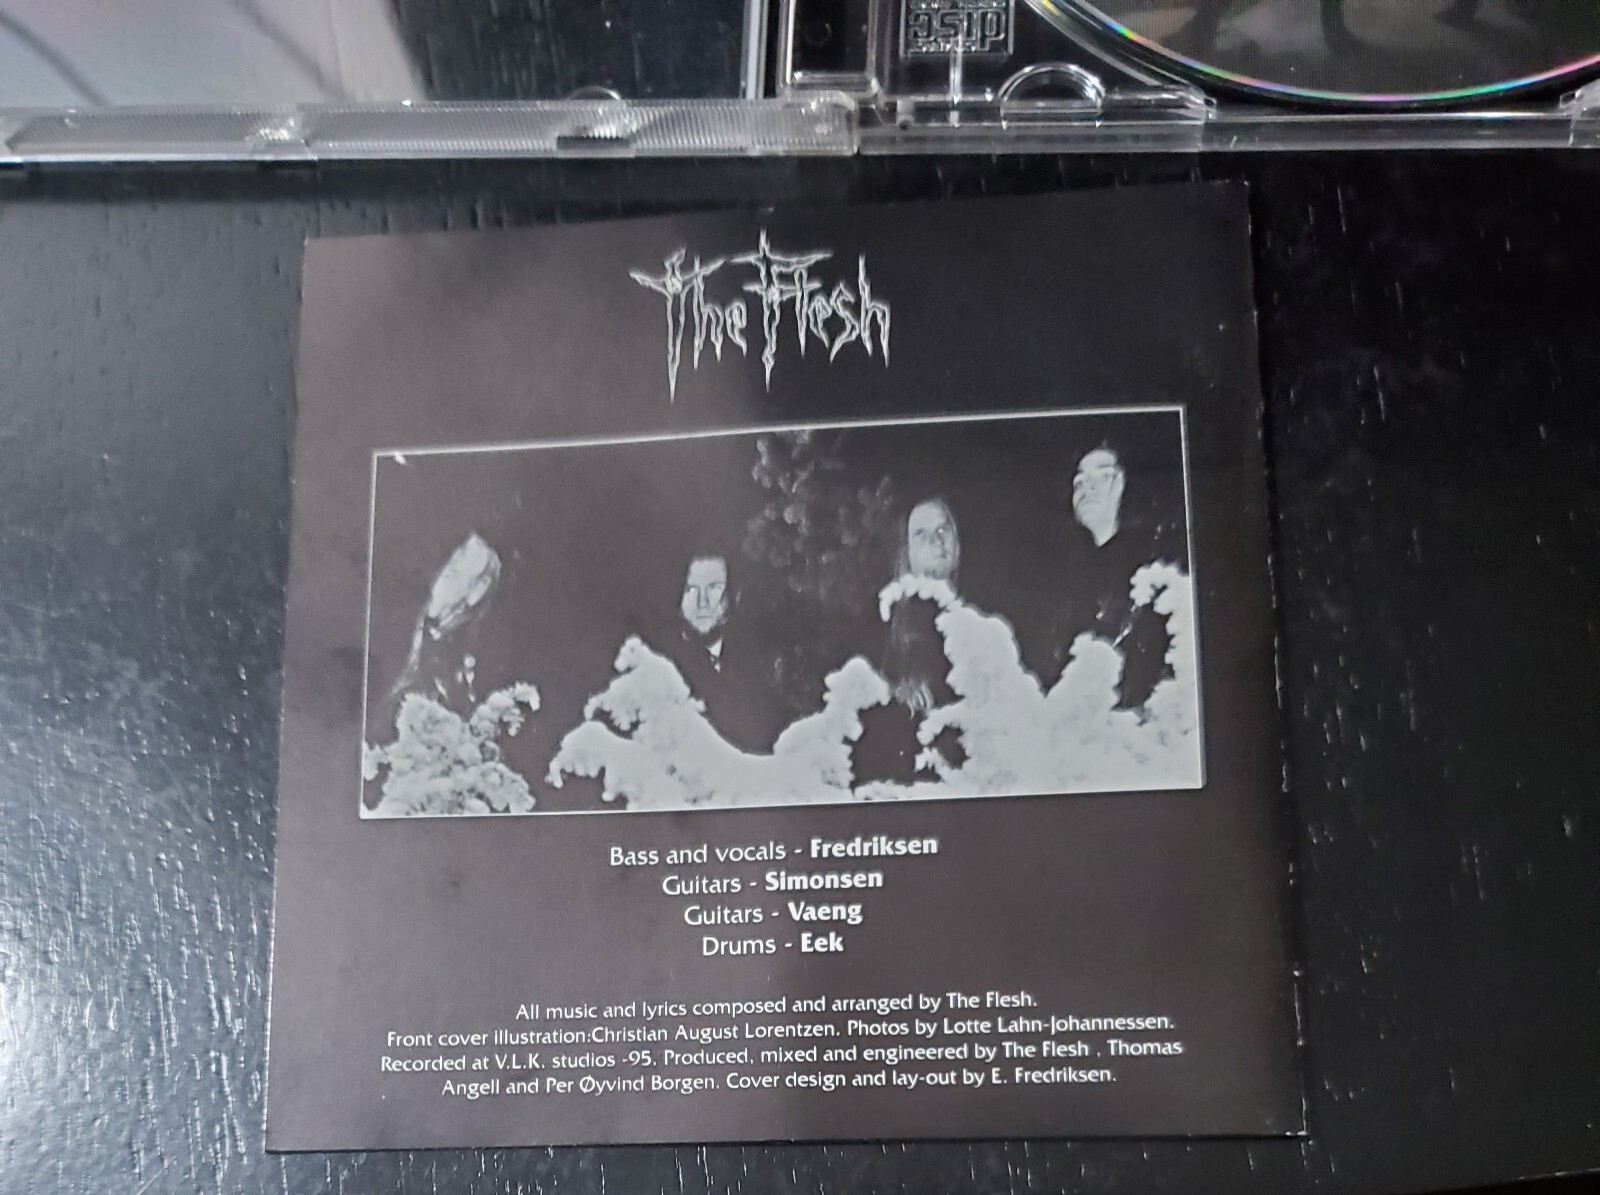 disc
The Flesh
Bass and vocals - Fredriksen
Guitars - Simonsen
Guitars - Vaeng
Drums - Eek
All music and lyrics composed and arranged by The Flesh.
Front cover illustration:Christian August Lorentzen. Photos by Lotte Lahn-Johannessen.
Recorded at V.L.K. studios -95. Produced, mixed and engineered by The Flesh , Thomas
Angell and Per Øyvind Borgen. Cover design and lay-out by E. Fredriksen.